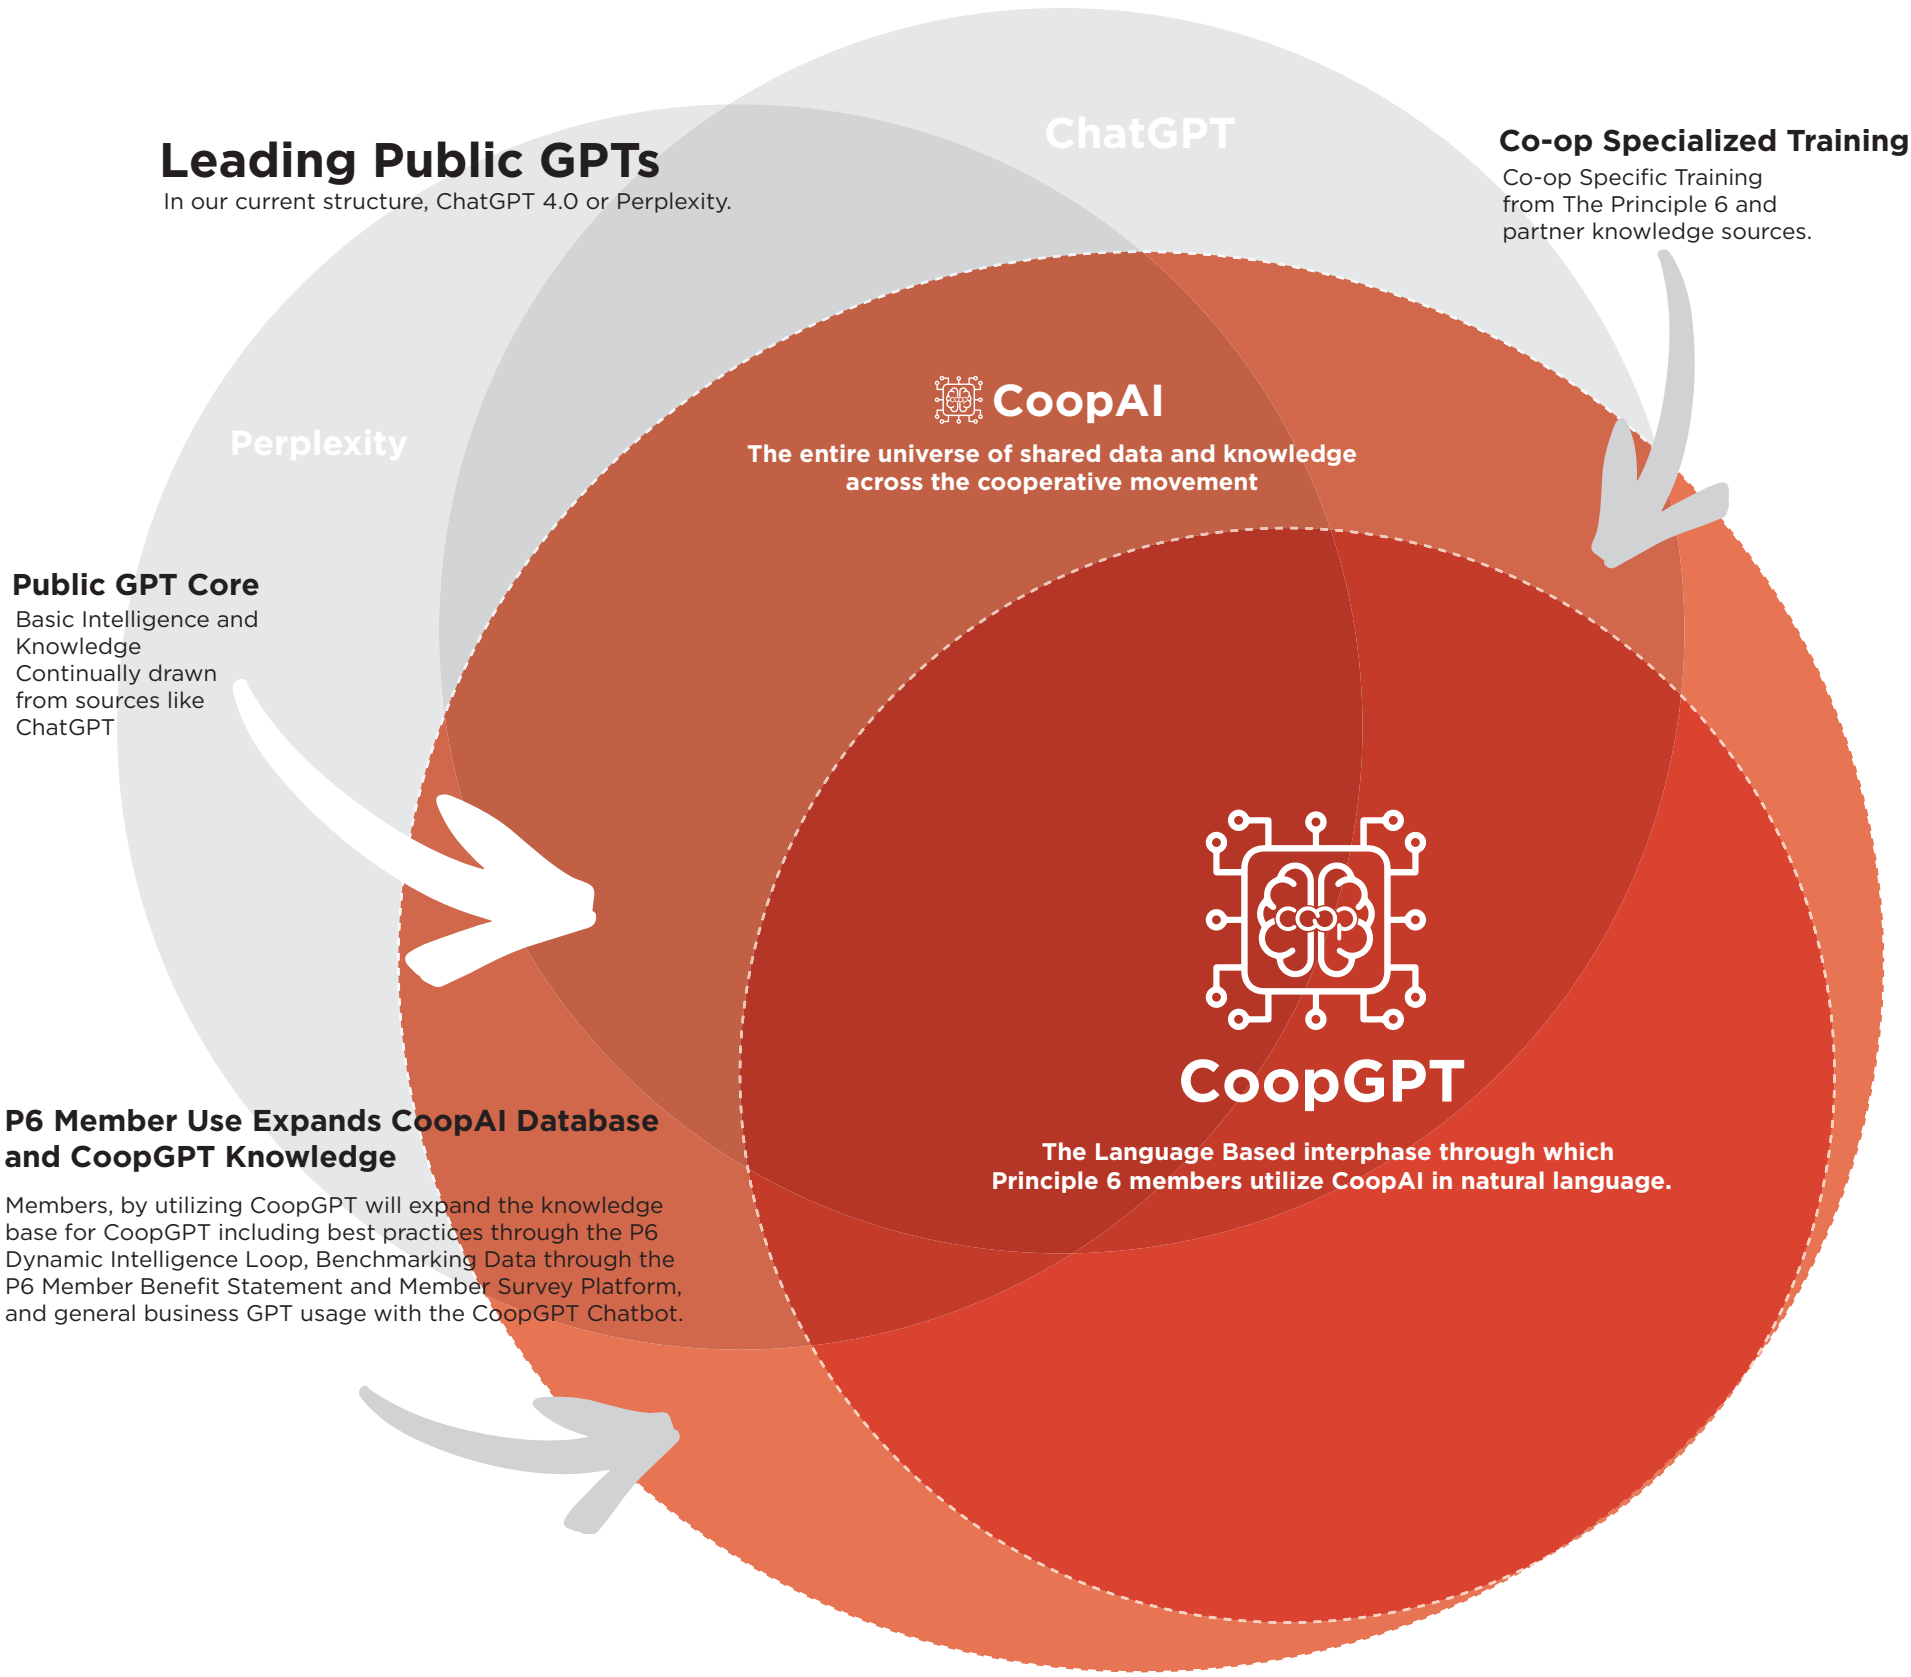 ChatGPT
Leading Public GPTs
In our current structure, ChatGPT 4.0 or Perplexity.
Co-op Specialized Training
Co-op Specific Training
from The Principle 6 and
partner knowledge sources.
CoopAI
The entire universe of shared data and knowledge
across the cooperative movement
Perplexity
Public GPT Core
Basic Intelligence and
Knowledge
Continually drawn
from sources like
ChatGPT
COOP
CoopGPT
The Language Based interphase through which
Principle 6 members utilize CoopAI in natural language.
P6 Member Use Expands CoopAI Database
and CoopGPT Knowledge
Members, by utilizing CoopGPT will expand the knowledge
base for CoopGPT including best practices through the P6
Dynamic Intelligence Loop, Benchmarking Data through the
P6 Member Benefit Statement and Member Survey Platform,
and general business GPT usage with the CoopGPT Chatbot.